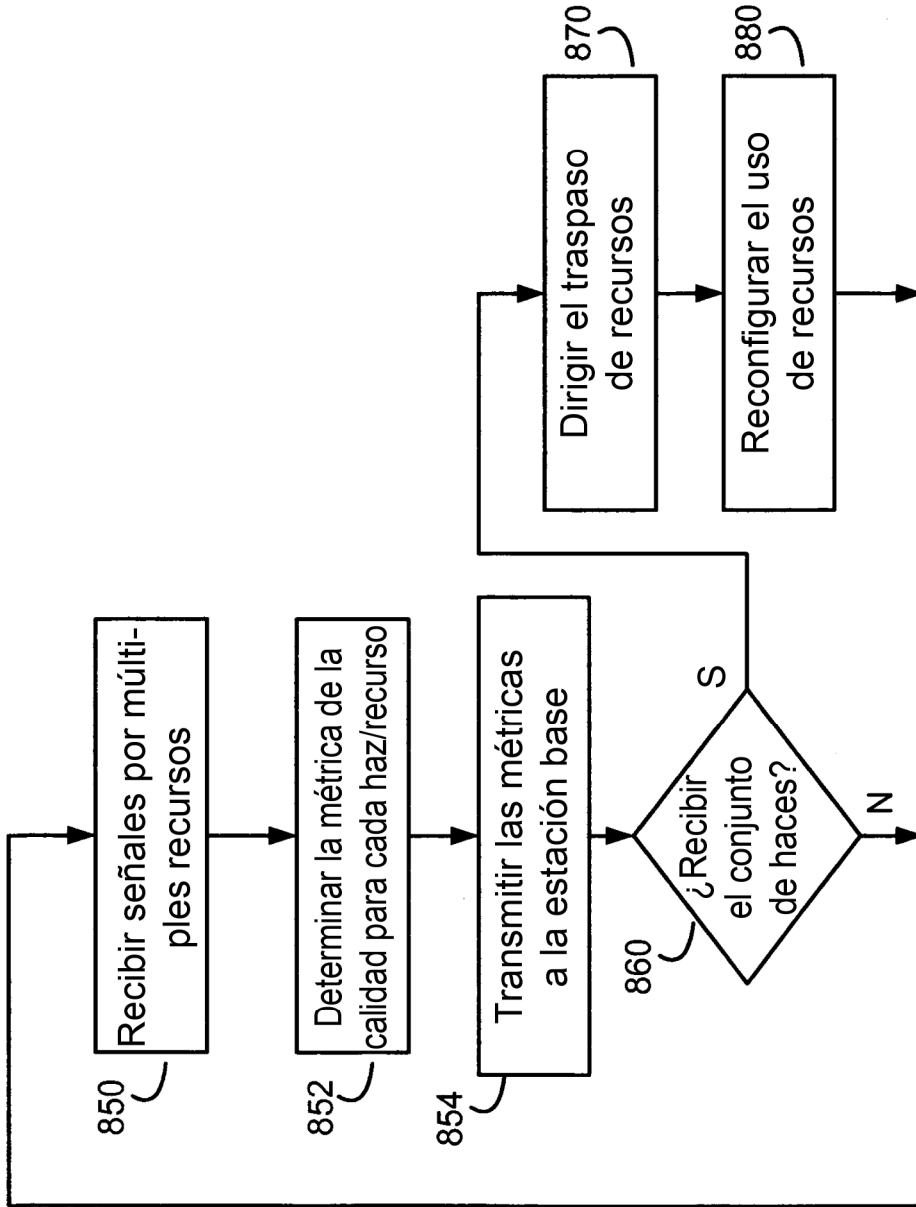 850
Recibir señales por múlti-
ples recursos
852
Determinar la métrica de la
calidad para cada haz/recurso
854
Transmitir las métricas
a la estación base
860
¿Recibir
el conjunto
de haces?
S
N
870
Dirigir el traspaso
de recursos
880
Reconfigurar el uso
de recursos